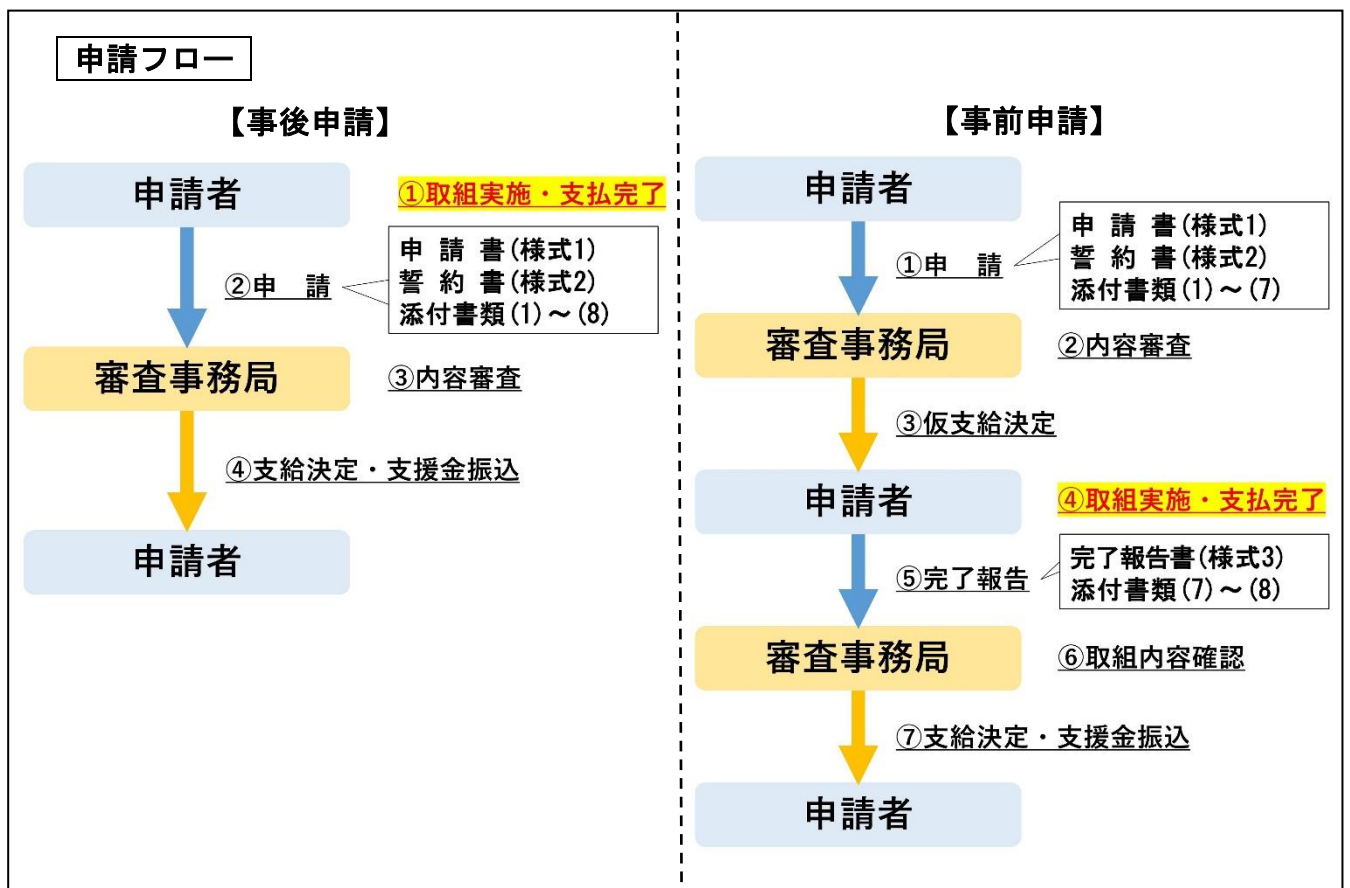 申請フロー
【事後申請】
申請者
①取組実施・支払完了
②申　請
申 請 書(様式1)
誓 約 書(様式2)
添付書類(1)～(8)
審査事務局
③内容審査
④支給決定・支援金振込
申請者
【事前申請】
申請者
①申　請
申 請 書(様式1)
誓 約 書(様式2)
添付書類(1)～(7)
審査事務局
②内容審査
③仮支給決定
申請者
④取組実施・支払完了
⑤完了報告
完了報告書(様式3)
添付書類(7)～(8)
審査事務局
⑥取組内容確認
⑦支給決定・支援金振込
申請者